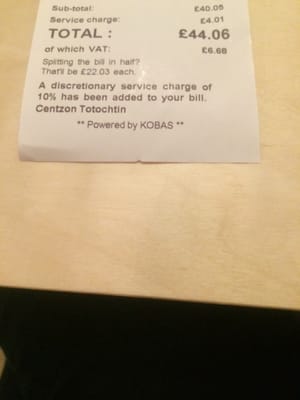 Sub-total: £40.05
Service charge: £4.01
TOTAL : £44.06
of which VAT: £6.68
Splitting the bill in half?
That'll be £22.03 each.
A discretionary service charge of
10% has been added to your bill.
Centzon Totochtin
** Powered by KOBAS **